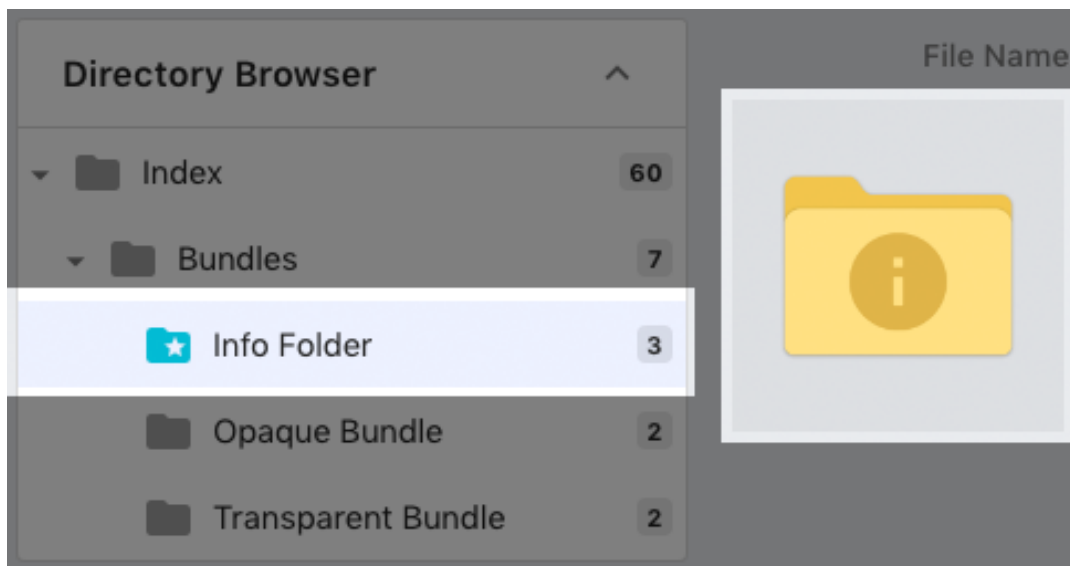 Directory Browser
File Name
Index 60
Bundles 7
Info Folder 3
Opaque Bundle 2
Transparent Bundle 2